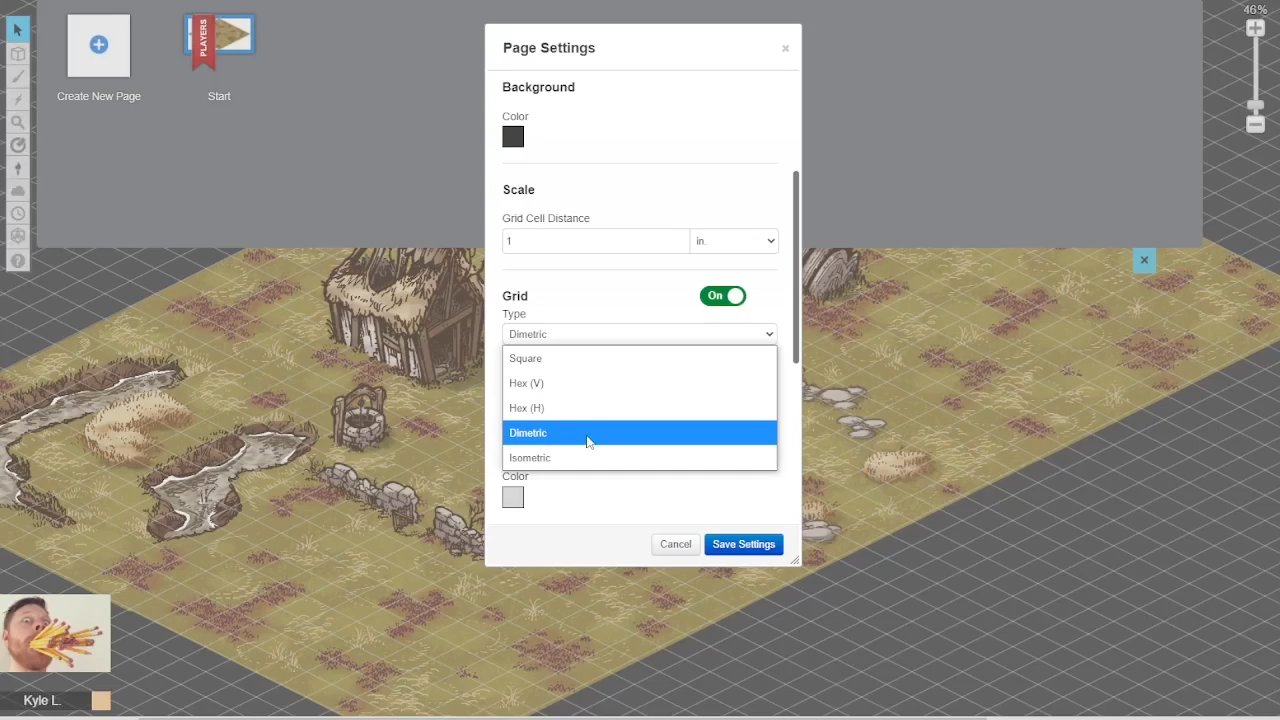 46%
PLAYERS
Create New Page
Start
Page Settings
Background
Color
Scale
Grid Cell Distance
1
in.
Grid
On
Type
Dimetric
Square
Hex (V)
Hex (H)
Dimetric
Isometric
Color
Cancel
Save Settings
Kyle L.